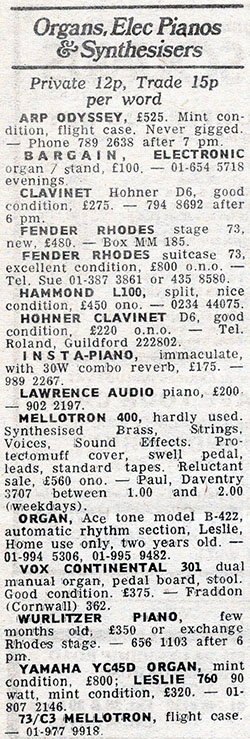 Organs, Elec Pianos
& Synthesisers
Private 12p, Trade 15p
per word
ARP ODYSSEY, £525. Mint con-
dition, flight case. Never gigged.
— Phone 789 2638 after 7 pm.
BARGAIN, ELECTRONIC
organ / stand, £100. — 01-654 5718
evenings.
CLAVINET Hohner D6, good
condition, £275. — 794 8692 after
6 pm.
FENDER RHODES stage 73,
new, £480. — Box MM 185.
FENDER RHODES suitcase 73,
excellent condition, £800 o.n.o. —
Tel. Sue 01-387 3861 or 435 8580.
HAMMOND L100, split, nice
condition, £450 ono. — 0234 44075.
HOHNER CLAVINET D6, good
condition, £220 o.n.o. — Tel.
Roland, Guildford 222802.
INSTA-PIANO, immaculate,
with 30W combo reverb, £175. —
989 2267.
LAWRENCE AUDIO piano, £200
— 902 2197.
MELLOTRON 400, hardly used.
Synthesised Brass, Strings,
Voices, Sound Effects. Pro-
tectomuff cover, swell pedal,
leads, standard tapes. Reluctant
sale, £560 ono. — Paul, Daventry
3707 between 1.00 and 2.00
(weekdays).
ORGAN, Ace tone model B-422,
automatic rhythm section, Leslie,
Home use only, two years old. —
01-994 5306, 01-995 9482.
VOX CONTINENTAL 301 dual
manual organ, pedal board, stool.
Good condition. £375. — Fraddon
(Cornwall) 362.
WURLITZER PIANO, few
months old, £350 or exchange
Rhodes stage. — 656 1103 after 6
pm.
YAMAHA YC45D ORGAN, mint
condition, £800; LESLIE 760 90
watt, mint condition, £320. — 01-
807 2146.
73/C3 MELLOTRON, flight case.
— 01-977 9918.